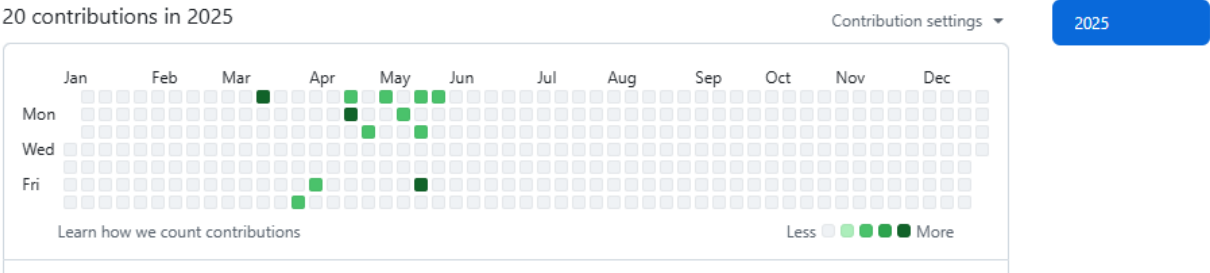 20 contributions in 2025
Contribution settings
2025
Jan Feb Mar Apr May Jun Jul Aug Sep Oct Nov Dec
Mon
Wed
Fri
Learn how we count contributions
Less More